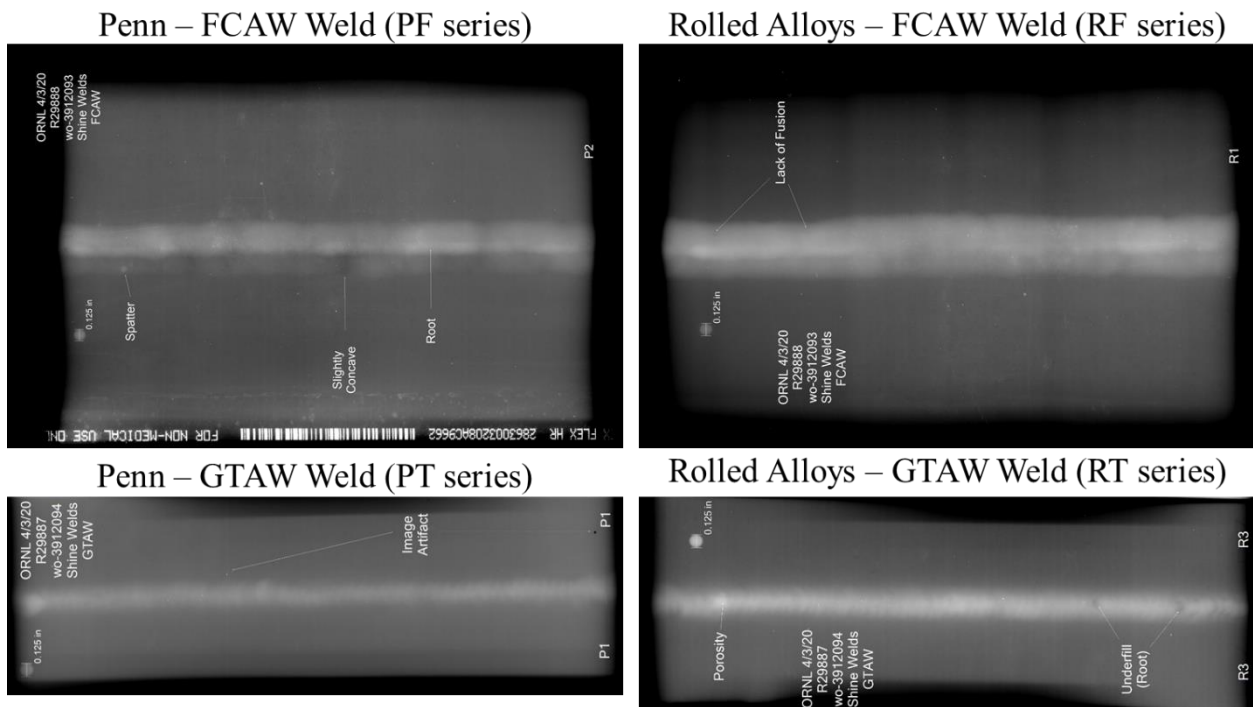 Penn – FCAW Weld (PF series)
ORNL 4/3/20
R29888
wo-3912093
Shine Welds
FCAW
P2
Spatter
0.125 in
Slightly
Concave
Root
FLEX HR FOR NON-MEDICAL USE ONL
Rolled Alloys – FCAW Weld (RF series)
Lack of Fusion
R1
0.125 in
ORNL 4/3/20
R29888
wo-3912093
Shine Welds
FCAW
Penn – GTAW Weld (PT series)
ORNL 4/3/20
R29887
wo-3912094
Shine Welds
GTAW
Image
Artifact
P1
0.125 in
P1
Rolled Alloys – GTAW Weld (RT series)
0.125 in
R3
Porosity
ORNL 4/3/20
R29887
wo-3912094
Shine Welds
GTAW
Underfill
(Root)
R3